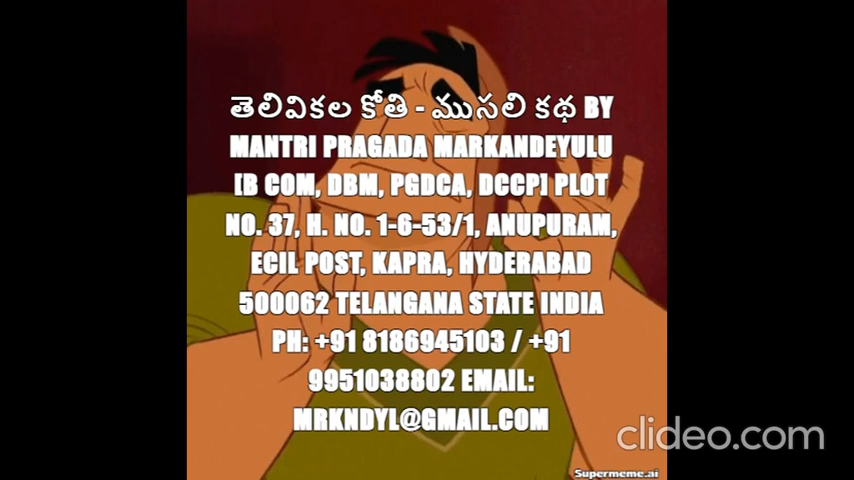 తెలివికల కోతి - ముసలి కథ BY
MANTRI PRAGADA MARKANDEYULU
[B COM, DBM, PGDCA, DCCP] PLOT
NO. 37, H. NO. 1-6-53/1, ANUPURAM,
ECIL POST, KAPRA, HYDERABAD
500062 TELANGANA STATE INDIA
PH: +91 8186945103 / +91
9951038802 EMAIL:
MRKNDYL@GMAIL.COM
clideo.com
Supermeme.ai